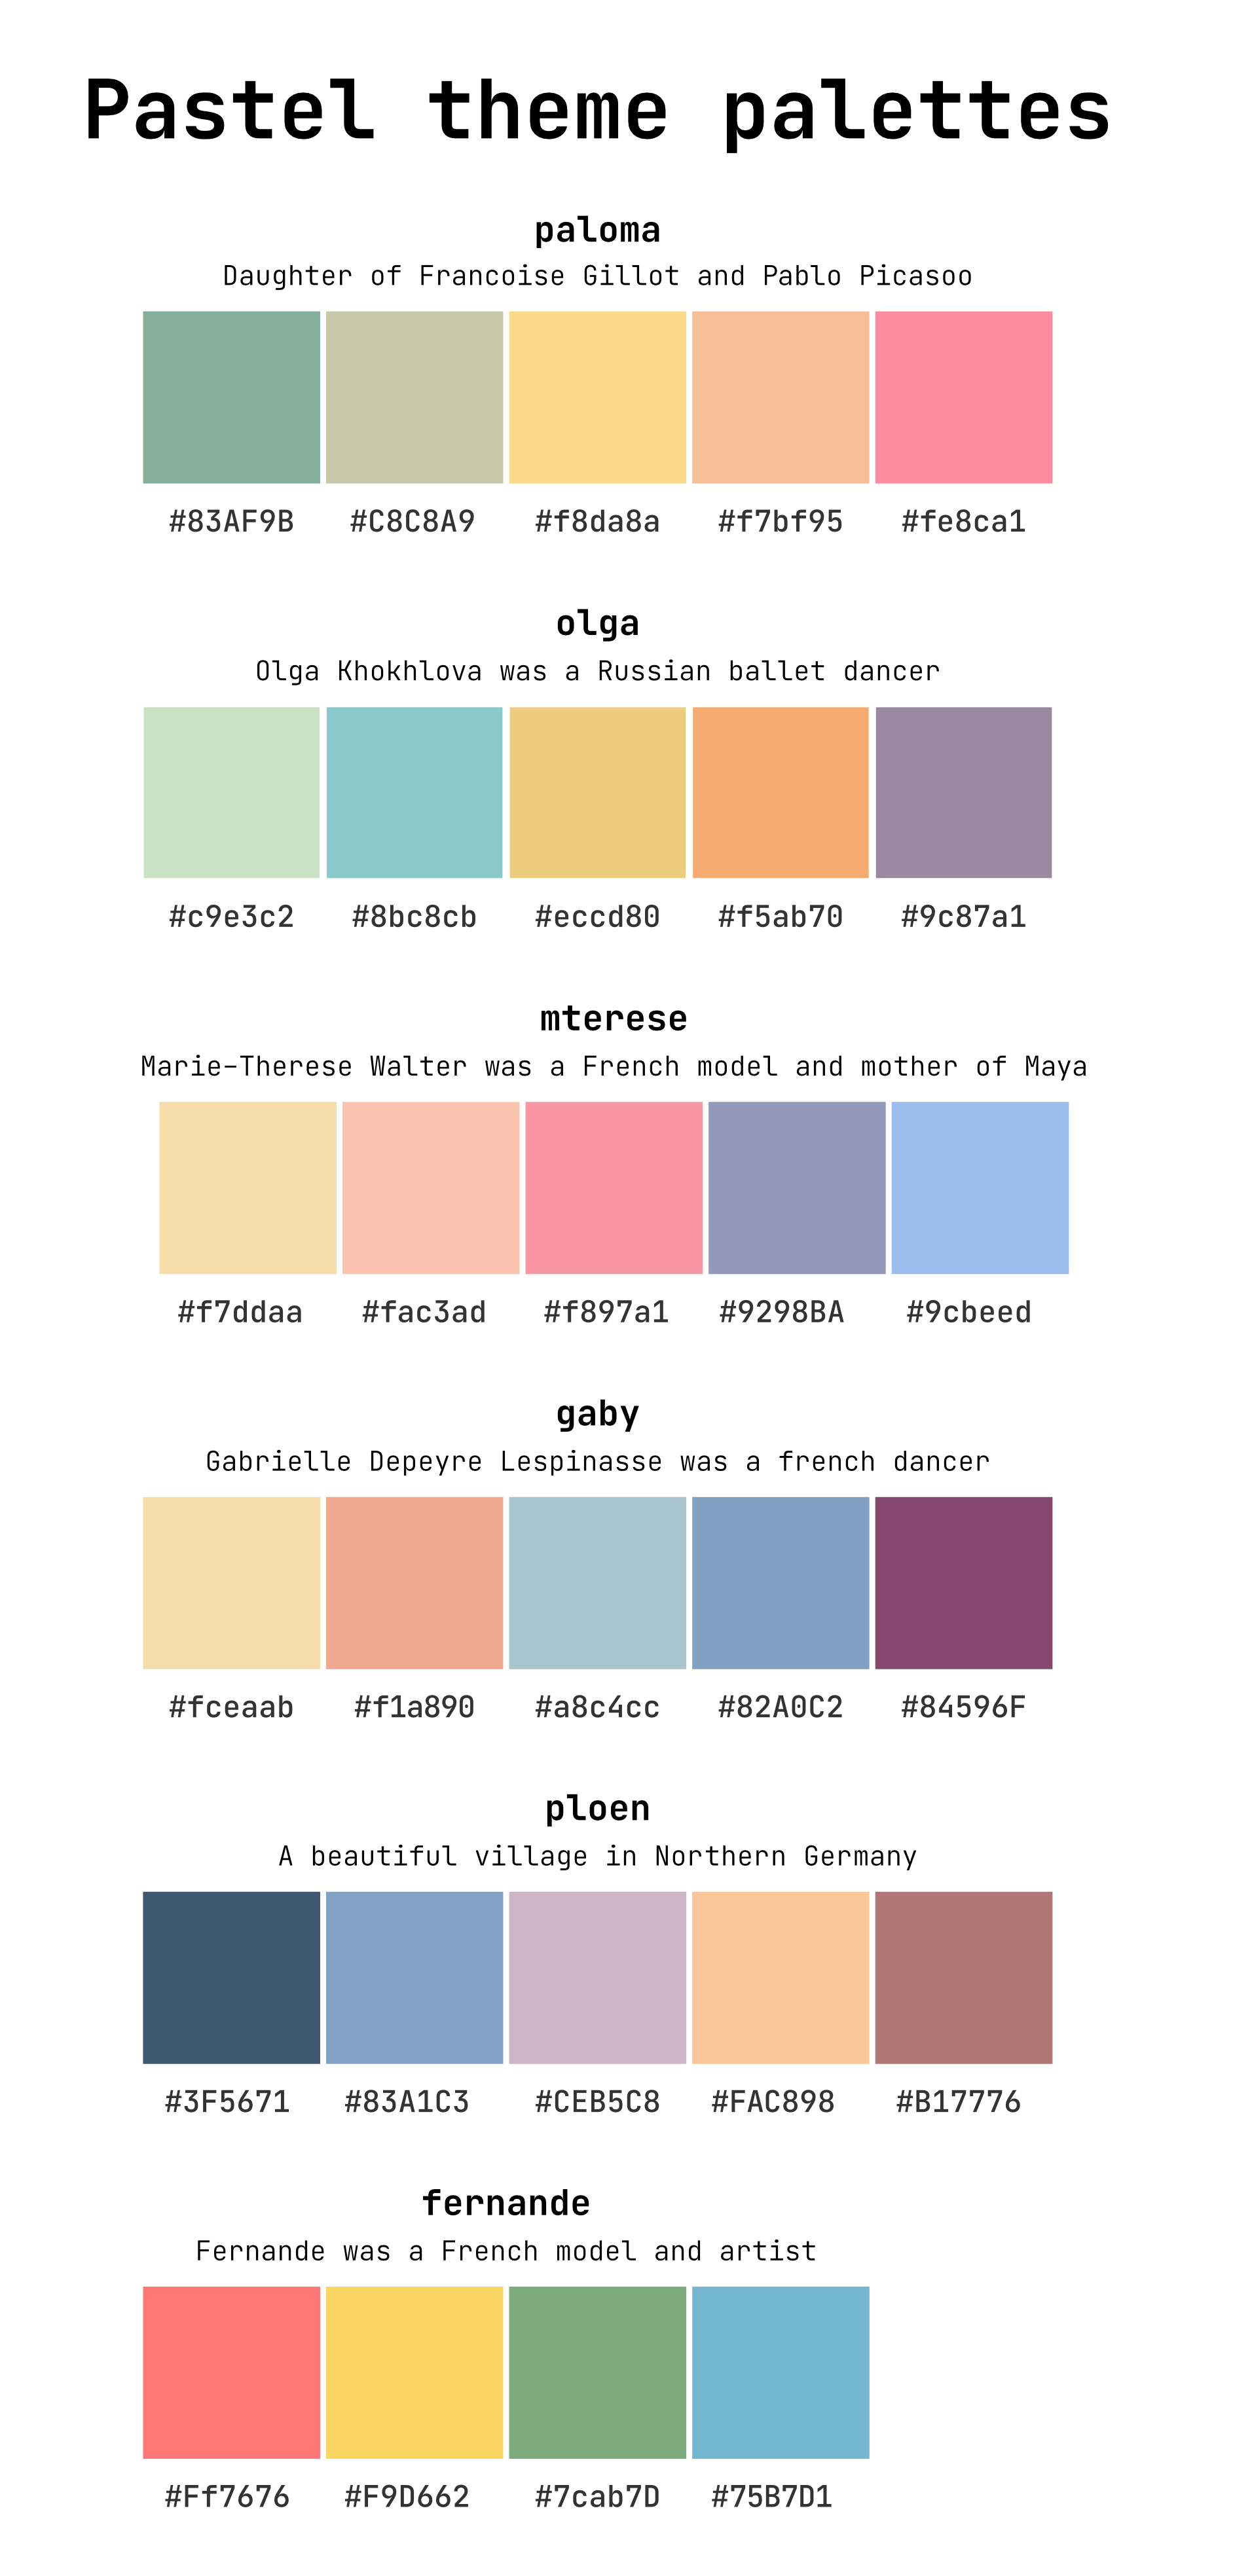 Pastel theme palettes
paloma
Daughter of Francoise Gillot and Pablo Picasoo
#83AF9B #C8C8A9 #f8da8a #f7bf95 #fe8ca1
olga
Olga Khokhlova was a Russian ballet dancer
#c9e3c2 #8bc8cb #eccd80 #f5ab70 #9c87a1
mterese
Marie-Therese Walter was a French model and mother of Maya
#f7ddaa #fac3ad #f897a1 #9298BA #9cbeed
gaby
Gabrielle Depeyre Lespinasse was a french dancer
#fceaab #f1a890 #a8c4cc #82A0C2 #84596F
ploen
A beautiful village in Northern Germany
#3F5671 #83A1C3 #CEB5C8 #FAC898 #B17776
fernande
Fernande was a French model and artist
#Ff7676 #F9D662 #7cab7D #75B7D1